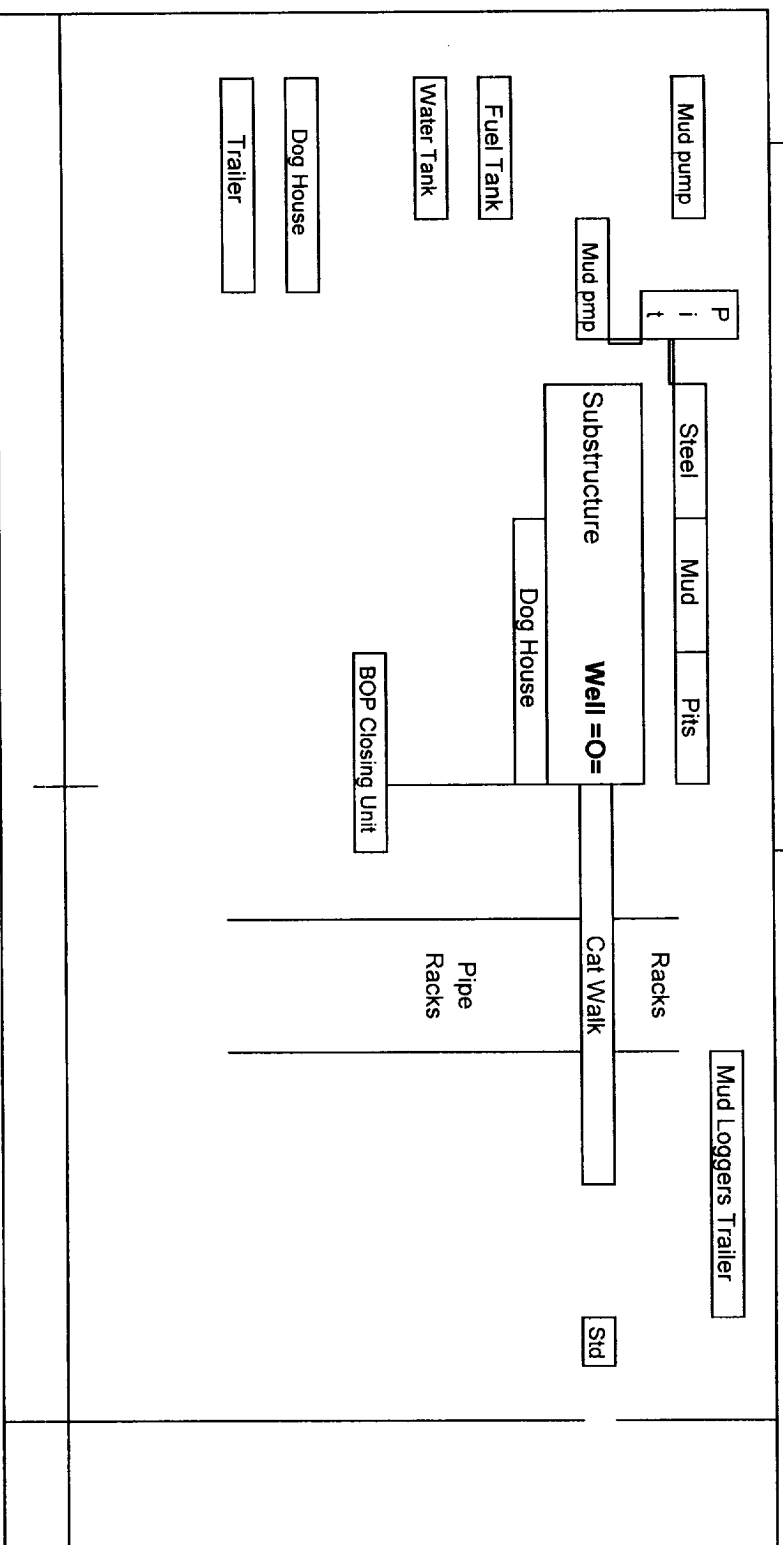 Mud pump
P
i
t
Steel
Mud
Pits
Mud Loggers Trailer
Mud pmp
Substructure
Well =O=
Racks
Cat Walk
Std
Fuel Tank
Dog House
Water Tank
BOP Closing Unit
Pipe
Racks
Dog House
Trailer